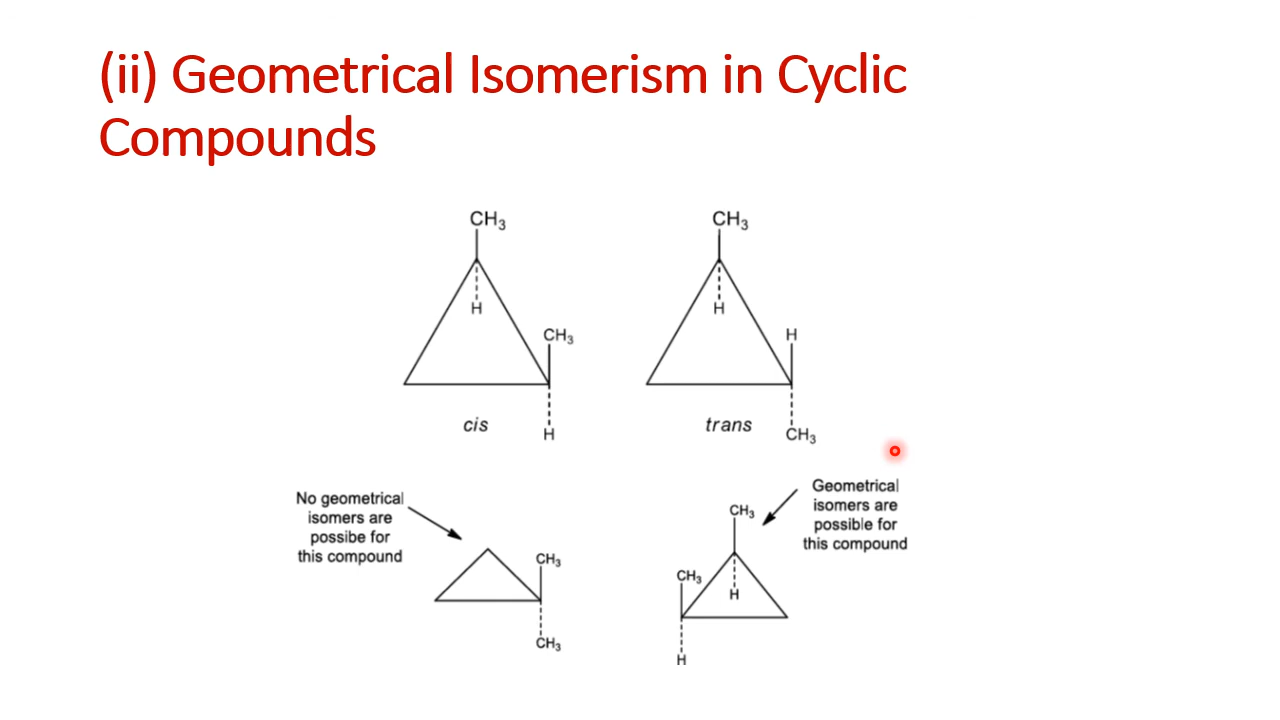 (ii) Geometrical Isomerism in Cyclic
Compounds
CH₃
CH₃
H
H
CH₃
H
cis
trans
H
CH₃
No geometrical
isomers are
possibe for
this compound
Geometrical
isomers are
possible for
this compound
CH₃
CH₃
CH₃
H
CH₃
H